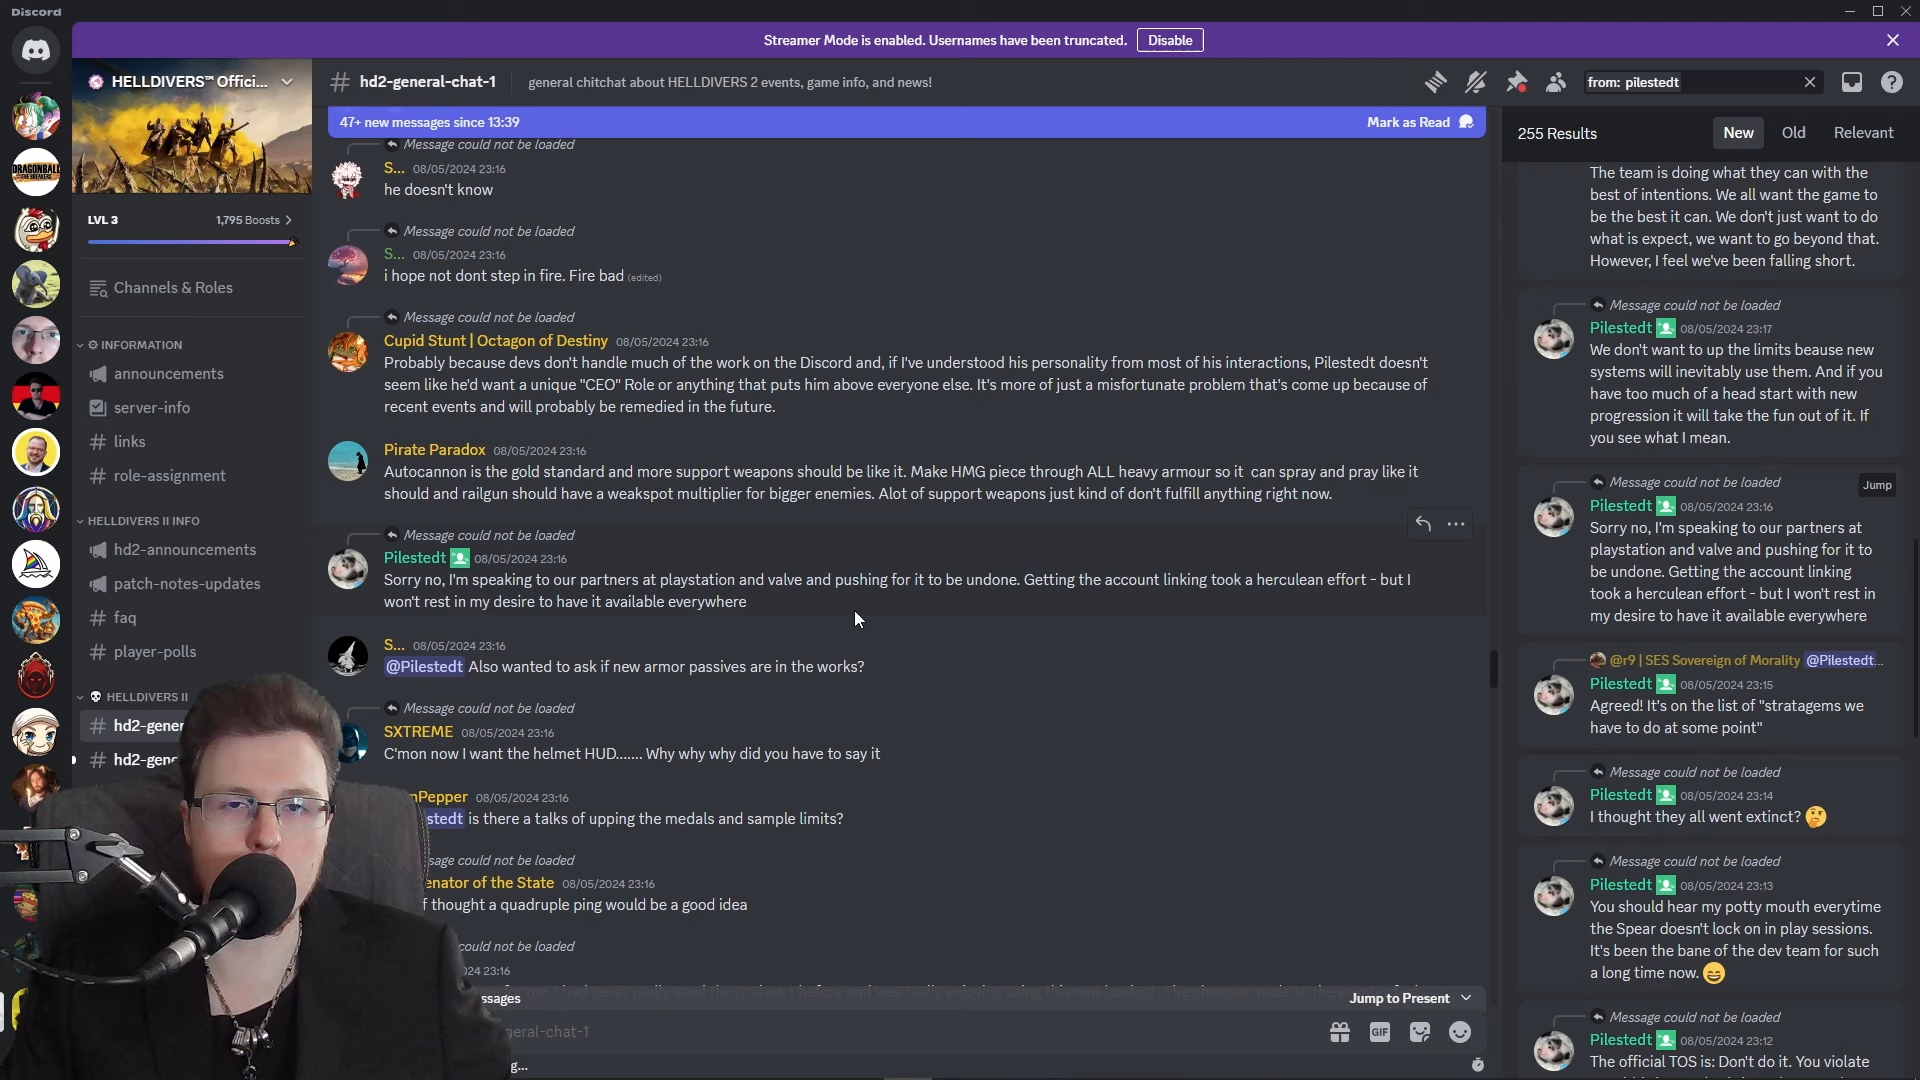 Discord
Streamer Mode is enabled. Usernames have been truncated.
Disable
HELLDIVERS™ Offici...
LVL 3
1,795 Boosts
Channels & Roles
INFORMATION
announcements
server-info
links
role-assignment
HELLDIVERS II INFO
hd2-announcements
patch-notes-updates
faq
player-polls
HELLDIVERS II
hd2-gene
hd2-gene
DRAGONBALL
THE BREAKERS
hd2-general-chat-1
general chitchat about HELLDIVERS 2 events, game info, and news!
from: pilestedt
47+ new messages since 13:39
Mark as Read
Message could not be loaded
S... 08/05/2024 23:16
he doesn't know
Message could not be loaded
S... 08/05/2024 23:16
i hope not dont step in fire. Fire bad (edited)
Message could not be loaded
Cupid Stunt | Octagon of Destiny 08/05/2024 23:16
Probably because devs don't handle much of the work on the Discord and, if I've understood his personality from most of his interactions, Pilestedt doesn't
seem like he'd want a unique "CEO" Role or anything that puts him above everyone else. It's more of just a misfortunate problem that's come up because of
recent events and will probably be remedied in the future.
Pirate Paradox 08/05/2024 23:16
Autocannon is the gold standard and more support weapons should be like it. Make HMG piece through ALL heavy armour so it can spray and pray like it
should and railgun should have a weakspot multiplier for bigger enemies. Alot of support weapons just kind of don't fulfill anything right now.
Message could not be loaded
Pilestedt 08/05/2024 23:16
Sorry no, I'm speaking to our partners at playstation and valve and pushing for it to be undone. Getting the account linking took a herculean effort - but I
won't rest in my desire to have it available everywhere
S... 08/05/2024 23:16
@Pilestedt Also wanted to ask if new armor passives are in the works?
Message could not be loaded
SXTREME 08/05/2024 23:16
C'mon now I want the helmet HUD....... Why why why did you have to say it
nPepper 08/05/2024 23:16
stedt is there a talks of upping the medals and sample limits?
sage could not be loaded
enator of the State 08/05/2024 23:16
f thought a quadruple ping would be a good idea
could not be loaded
024 23:16
ssages
Jump to Present
neral-chat-1
GIF
g...
255 Results
New
Old
Relevant
The team is doing what they can with the
best of intentions. We all want the game to
be the best it can. We don't just want to do
what is expect, we want to go beyond that.
However, I feel we've been falling short.
Message could not be loaded
Pilestedt 08/05/2024 23:17
We don't want to up the limits beause new
systems will inevitably use them. And if you
have too much of a head start with new
progression it will take the fun out of it. If
you see what I mean.
Message could not be loaded
Jump
Pilestedt 08/05/2024 23:16
Sorry no, I'm speaking to our partners at
playstation and valve and pushing for it to
be undone. Getting the account linking
took a herculean effort - but I won't rest in
my desire to have it available everywhere
@r9 | SES Sovereign of Morality @Pilestedt...
Pilestedt 08/05/2024 23:15
Agreed! It's on the list of "stratagems we
have to do at some point"
Message could not be loaded
Pilestedt 08/05/2024 23:14
I thought they all went extinct? 🤔
Message could not be loaded
Pilestedt 08/05/2024 23:13
You should hear my potty mouth everytime
the Spear doesn't lock on in play sessions.
It's been the bane of the dev team for such
a long time now. 😄
Message could not be loaded
Pilestedt 08/05/2024 23:12
The official TOS is: Don't do it. You violate